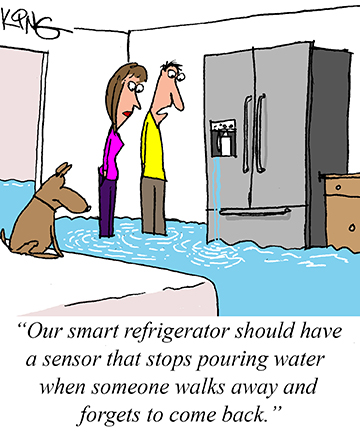 KING
“Our smart refrigerator should have
a sensor that stops pouring water
when someone walks away and
forgets to come back.”